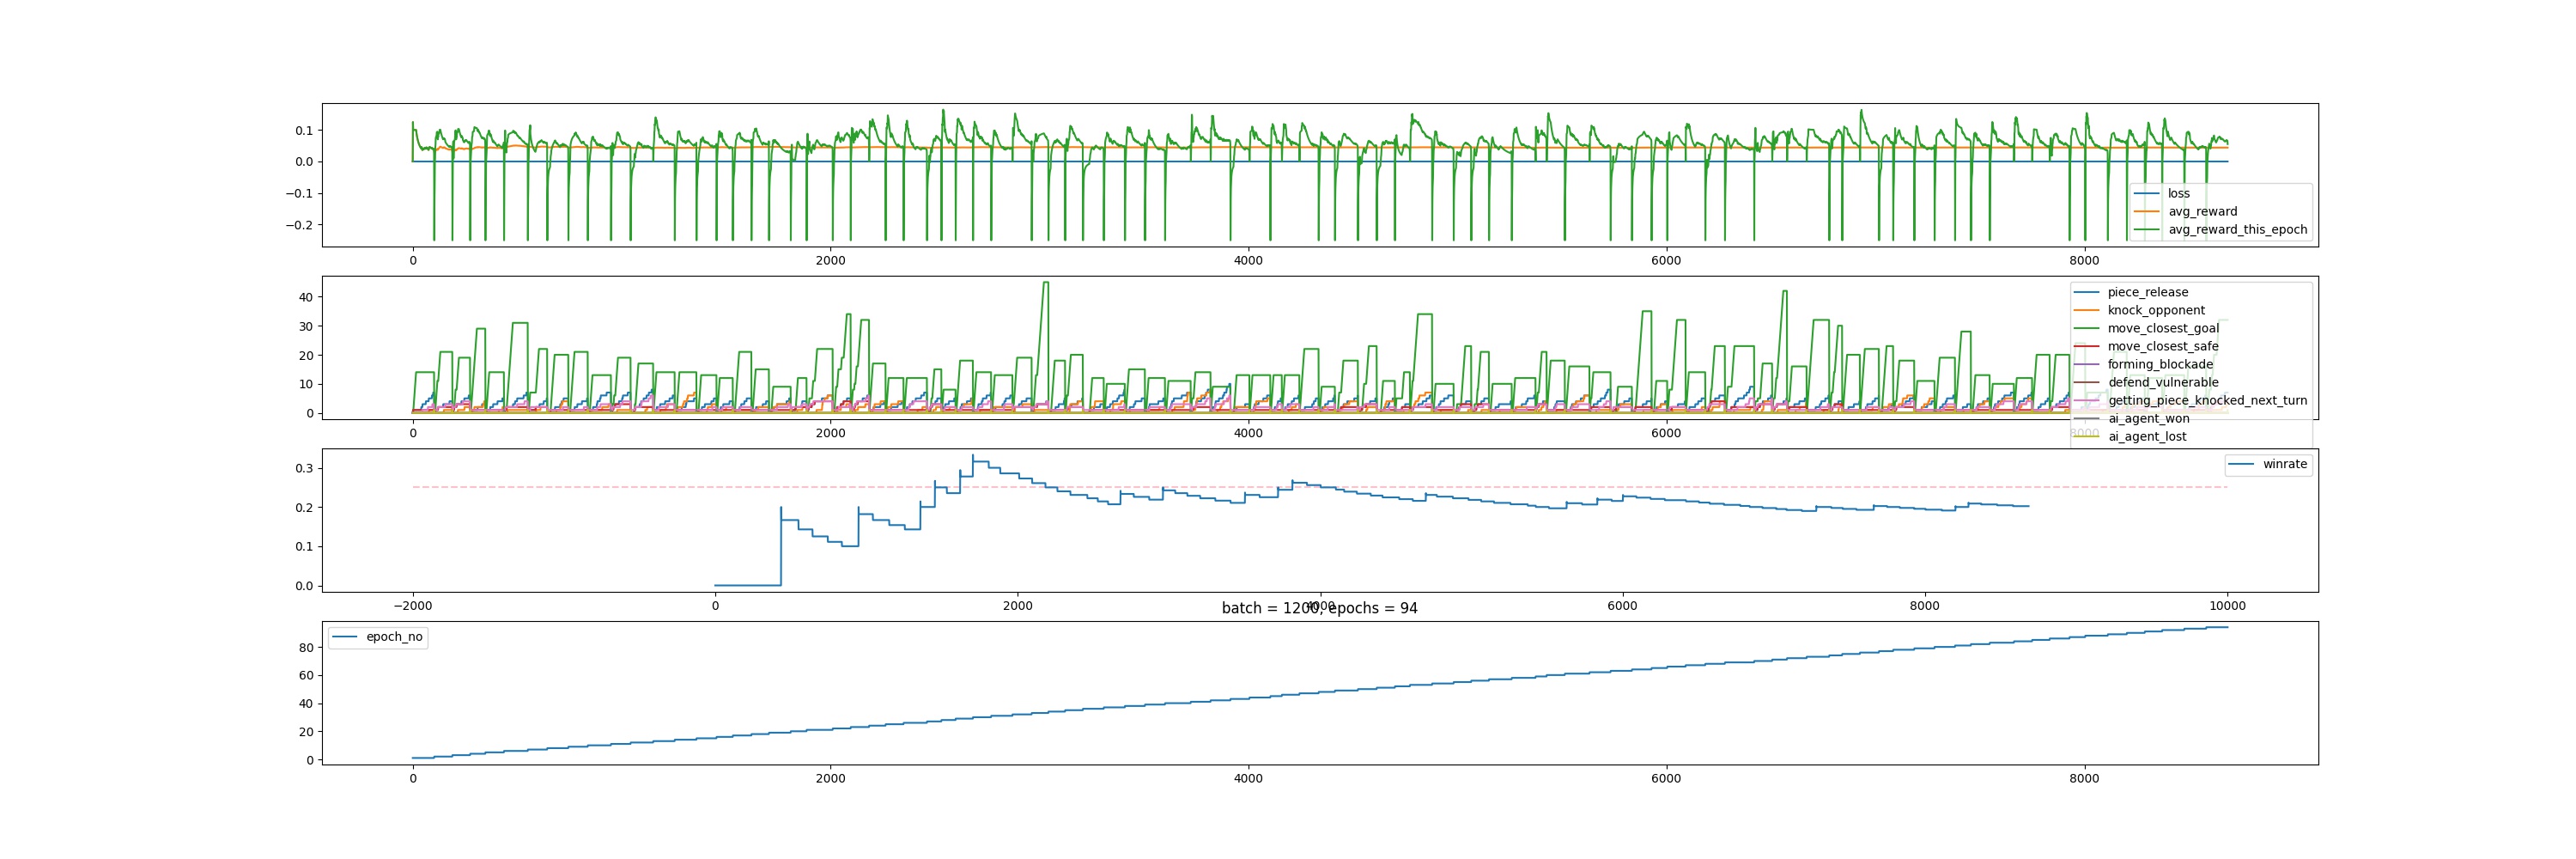 0.1
0.0
−0.1
−0.2
loss
avg_reward
avg_reward_this_epoch
0 2000 4000 6000 8000
40
30
20
10
0
piece_release
knock_opponent
move_closest_goal
move_closest_safe
forming_blockade
defend_vulnerable
getting_piece_knocked_next_turn
ai_agent_won
ai_agent_lost
0 2000 4000 6000 8000
0.3
0.2
0.1
0.0
winrate
−2000 0 2000 4000 6000 8000 10000
batch = 1200, epochs = 94
80
60
40
20
0
epoch_no
0 2000 4000 6000 8000